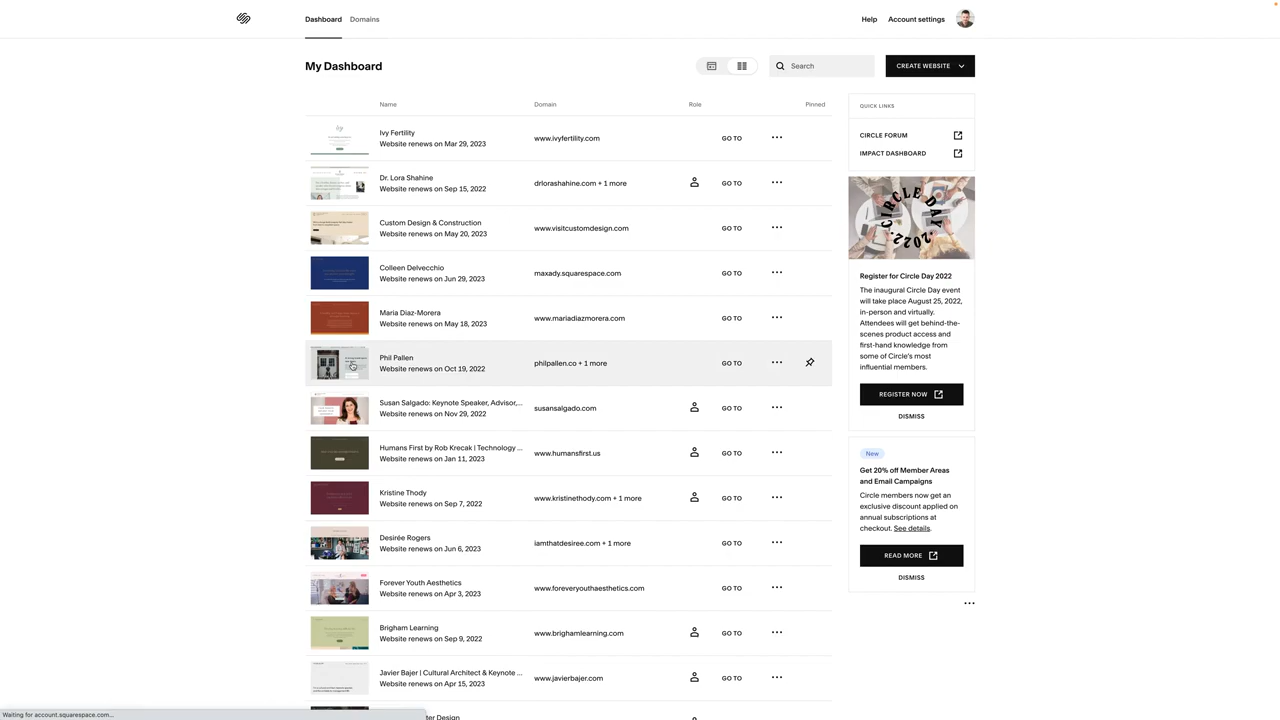 Dashboard Domains Help Account settings
My Dashboard Search CREATE WEBSITE
Name Domain Role Pinned
Ivy Fertility
Website renews on Mar 29, 2023
www.ivyfertility.com GO TO
Dr. Lora Shahine
Website renews on Sep 15, 2022
drlorashahine.com + 1 more GO TO
Custom Design & Construction
Website renews on May 20, 2023
www.visitcustomdesign.com GO TO
Colleen Delvecchio
Website renews on Jun 29, 2023
maxady.squarespace.com GO TO
Maria Diaz-Morera
Website renews on May 18, 2023
www.mariadiazmorera.com GO TO
Phil Pallen
Website renews on Oct 19, 2022
philpallen.co + 1 more GO TO
Susan Salgado: Keynote Speaker, Advisor,...
Website renews on Nov 29, 2022
susansalgado.com GO TO
Humans First by Rob Krecak | Technology ...
Website renews on Jan 11, 2023
www.humansfirst.us GO TO
Kristine Thody
Website renews on Sep 7, 2022
www.kristinethody.com + 1 more GO TO
Desirée Rogers
Website renews on Jun 6, 2023
iamthatdesiree.com + 1 more GO TO
Forever Youth Aesthetics
Website renews on Apr 3, 2023
www.foreveryouthaesthetics.com GO TO
Brigham Learning
Website renews on Sep 9, 2022
www.brighamlearning.com GO TO
Javier Bajer | Cultural Architect & Keynote ...
Website renews on Apr 15, 2023
www.javierbajer.com GO TO
Design
QUICK LINKS
CIRCLE FORUM
IMPACT DASHBOARD
CIRCLE DAY
2022
Register for Circle Day 2022
The inaugural Circle Day event
will take place August 25, 2022,
in-person and virtually.
Attendees will get behind-the-
scenes product access and
first-hand knowledge from
some of Circle's most
influential members.
REGISTER NOW
DISMISS
New
Get 20% off Member Areas
and Email Campaigns
Circle members now get an
exclusive discount applied on
annual subscriptions at
checkout. See details.
READ MORE
DISMISS
Waiting for account.squarespace.com...